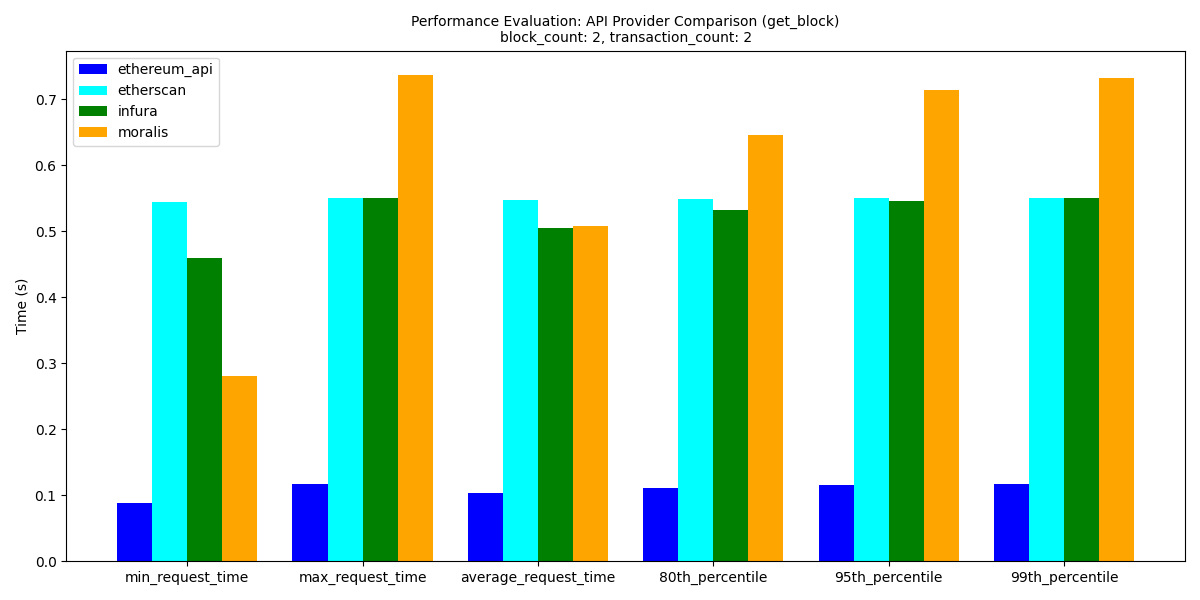 Performance Evaluation: API Provider Comparison (get_block)
block_count: 2, transaction_count: 2
ethereum_api
etherscan
infura
moralis
Time (s)
0.7
0.6
0.5
0.4
0.3
0.2
0.1
0.0
min_request_time
max_request_time
average_request_time
80th_percentile
95th_percentile
99th_percentile